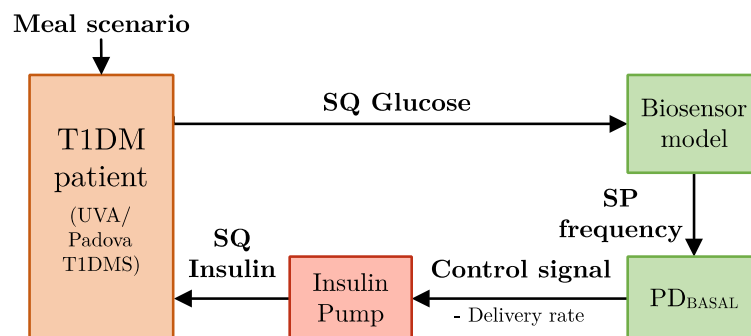 Meal scenario
T1DM
patient
(UVA/
Padova
T1DMS)
SQ Glucose
Biosensor
model
SP
frequency
PD_BASAL
Control signal
- Delivery rate
Insulin
Pump
SQ
Insulin